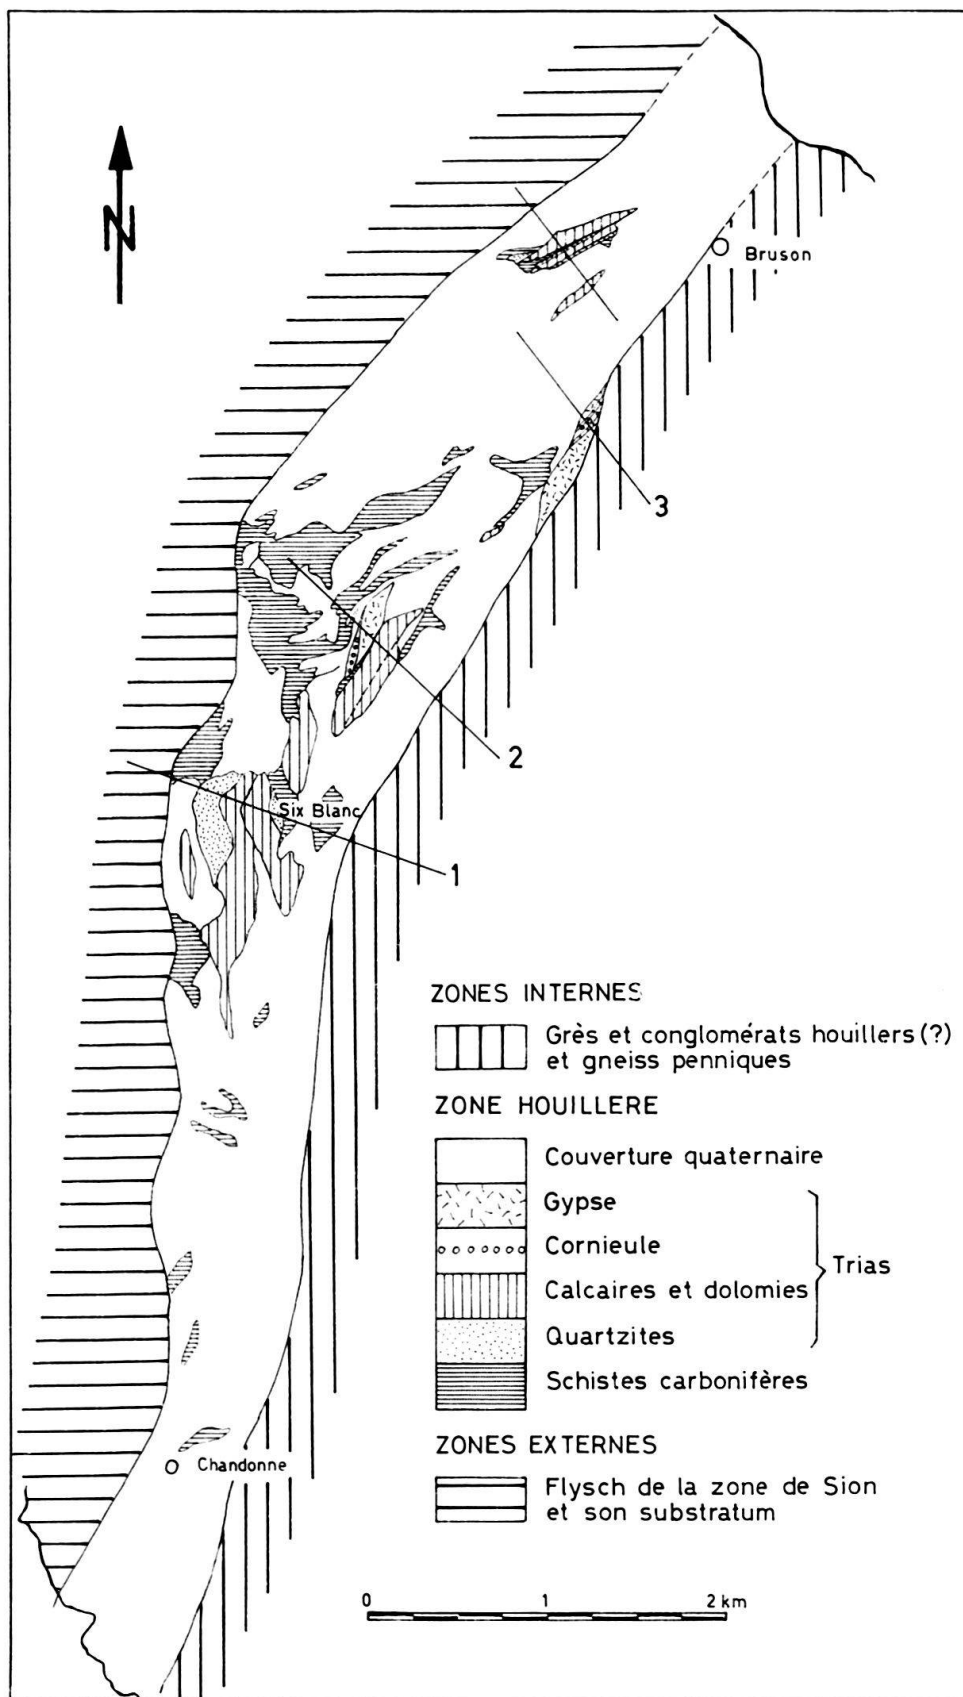 N
Bruson
3
2
Six Blanc
1
ZONES INTERNES
Grès et conglomérats houillers (?)
et gneiss penniques
ZONE HOUILLERE
Couverture quaternaire
Gypse
Cornieule
Trias
Calcaires et dolomies
Quartzites
Schistes carbonifères
ZONES EXTERNES
Chandonne
Flysch de la zone de Sion
et son substratum
0 1 2 km